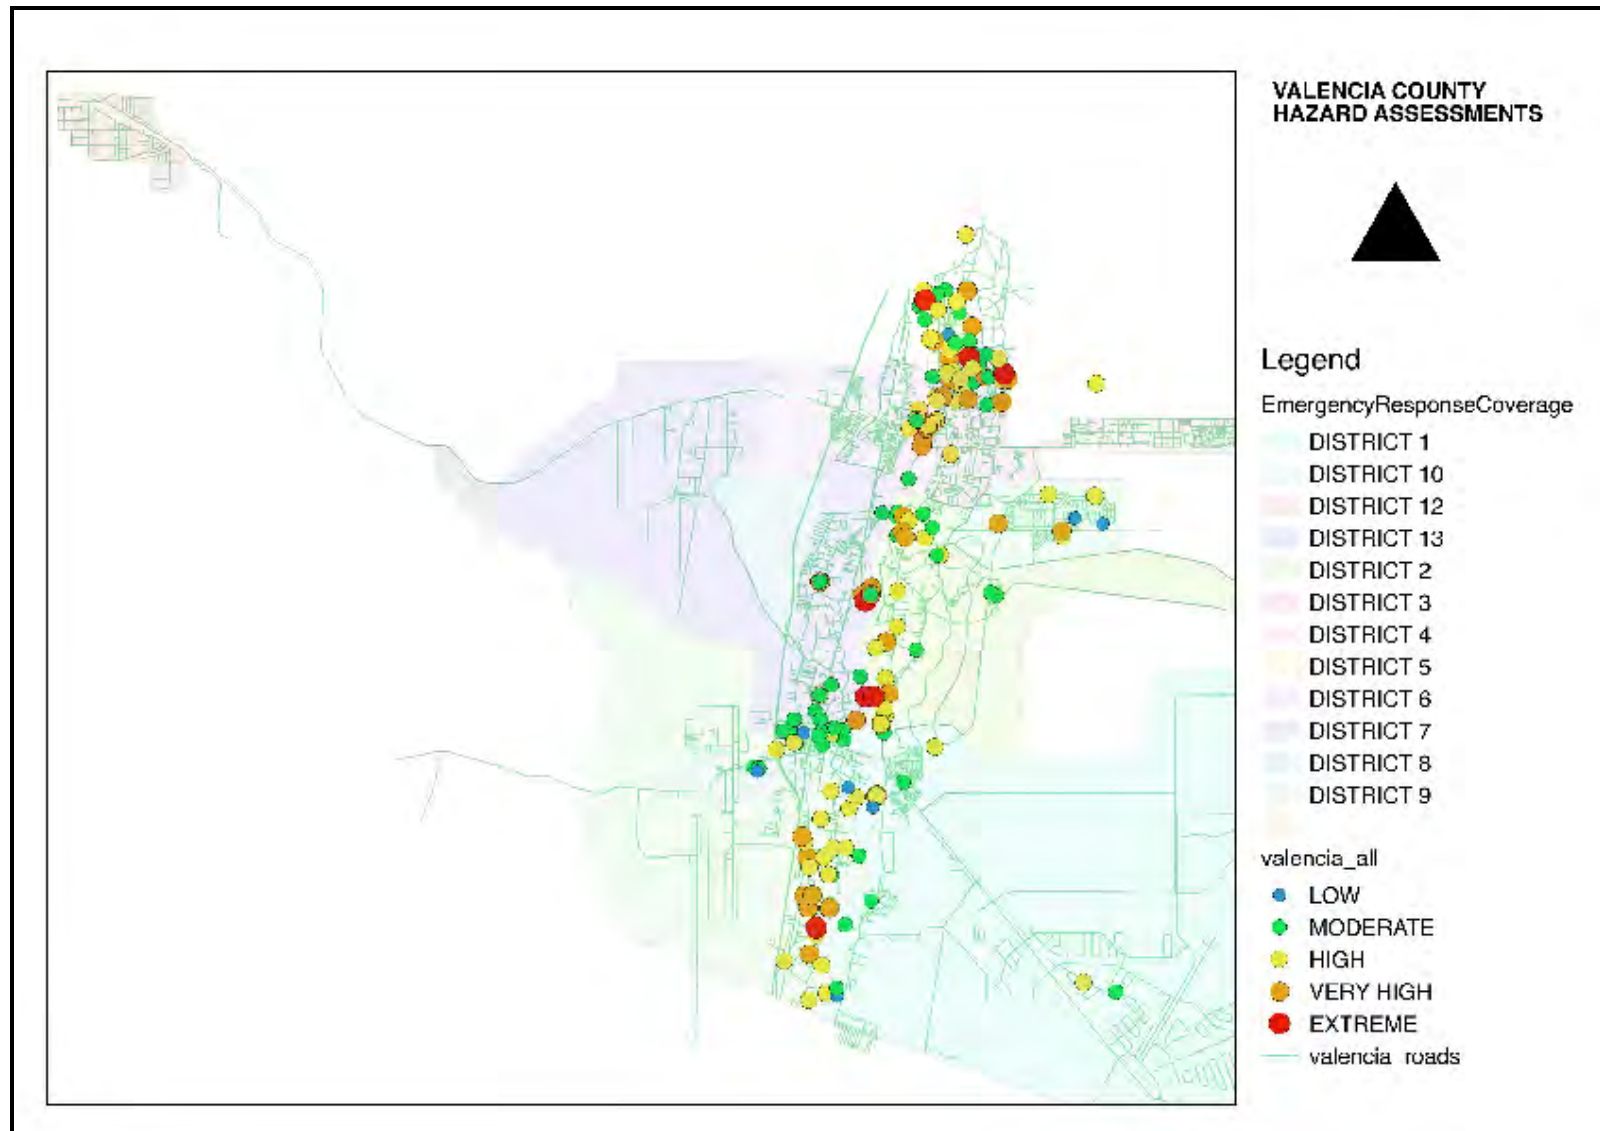 VALENCIA COUNTY
HAZARD ASSESSMENTS
Legend
EmergencyResponseCoverage
DISTRICT 1
DISTRICT 10
DISTRICT 12
DISTRICT 13
DISTRICT 2
DISTRICT 3
DISTRICT 4
DISTRICT 5
DISTRICT 6
DISTRICT 7
DISTRICT 8
DISTRICT 9
valencia_all
LOW
MODERATE
HIGH
VERY HIGH
EXTREME
valencia_roads